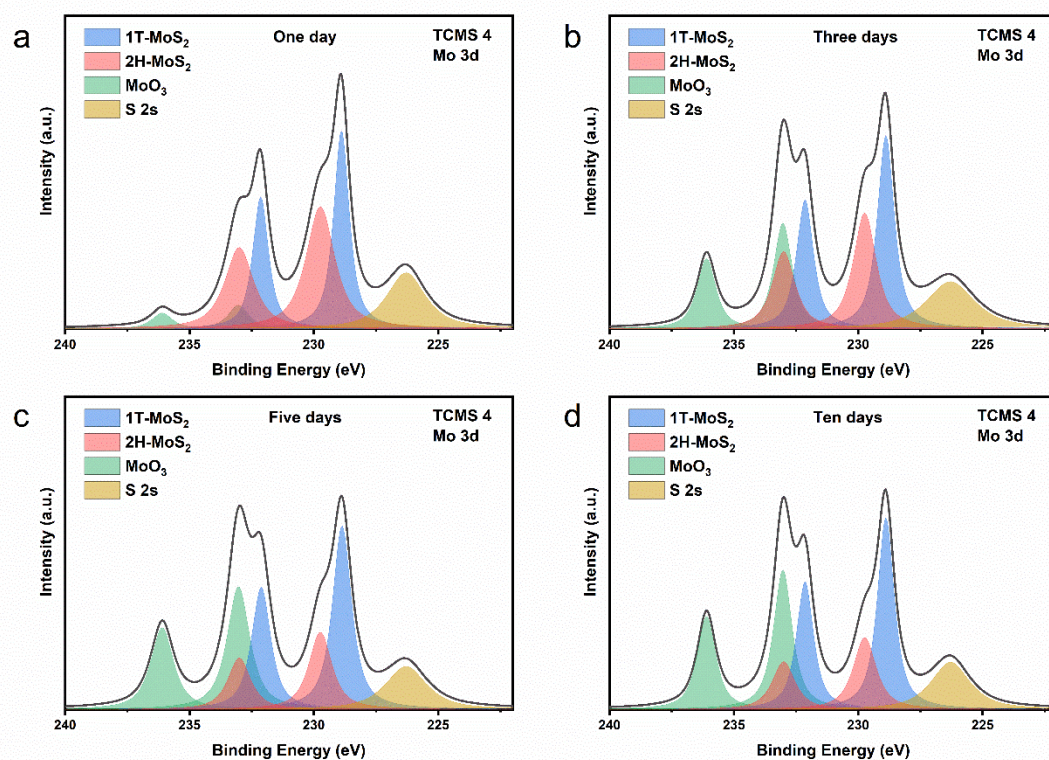 a
One day
TCMS 4
Mo 3d
1T-MoS₂
2H-MoS₂
MoO₃
S 2s
Intensity (a.u.)
240
235
230
225
Binding Energy (eV)
b
Three days
TCMS 4
Mo 3d
1T-MoS₂
2H-MoS₂
MoO₃
S 2s
Intensity (a.u.)
240
235
230
225
Binding Energy (eV)
c
Five days
TCMS 4
Mo 3d
1T-MoS₂
2H-MoS₂
MoO₃
S 2s
Intensity (a.u.)
240
235
230
225
Binding Energy (eV)
d
Ten days
TCMS 4
Mo 3d
1T-MoS₂
2H-MoS₂
MoO₃
S 2s
Intensity (a.u.)
240
235
230
225
Binding Energy (eV)